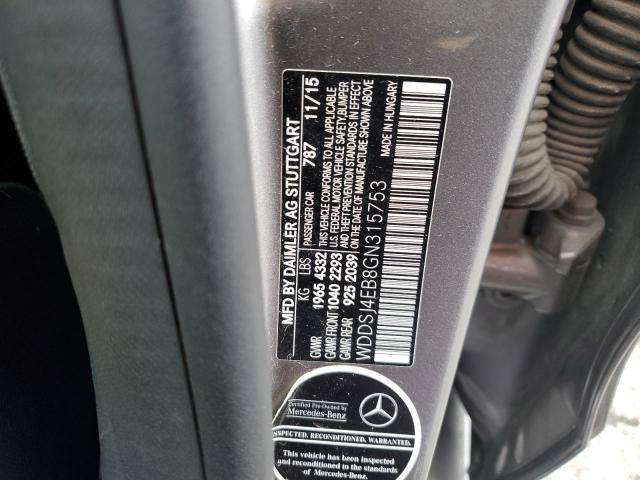 MFD BY DAIMLER AG STUTTGART
PASSENGER CAR 787 11/15
KG LBS
GWWR 1965 4332
GAWR FRONT 1040 2293
GAWR REAR 925 2039
THIS VEHICLE CONFORMS TO ALL APPLICABLE
U.S. FEDERAL MOTOR VEHICLE SAFETY, BUMPER
AND THEFT PREVENTION STANDARDS IN EFFECT
ON THE DATE OF MANUFACTURE SHOWN ABOVE
MADE IN HUNGARY
WDDSJ4EB8GN315753
Certified Pre-Owned by
Mercedes-Benz
INSPECTED. RECONDITIONED. WARRANTED.
This vehicle has been inspected
and reconditioned to the standards
of Mercedes-Benz.